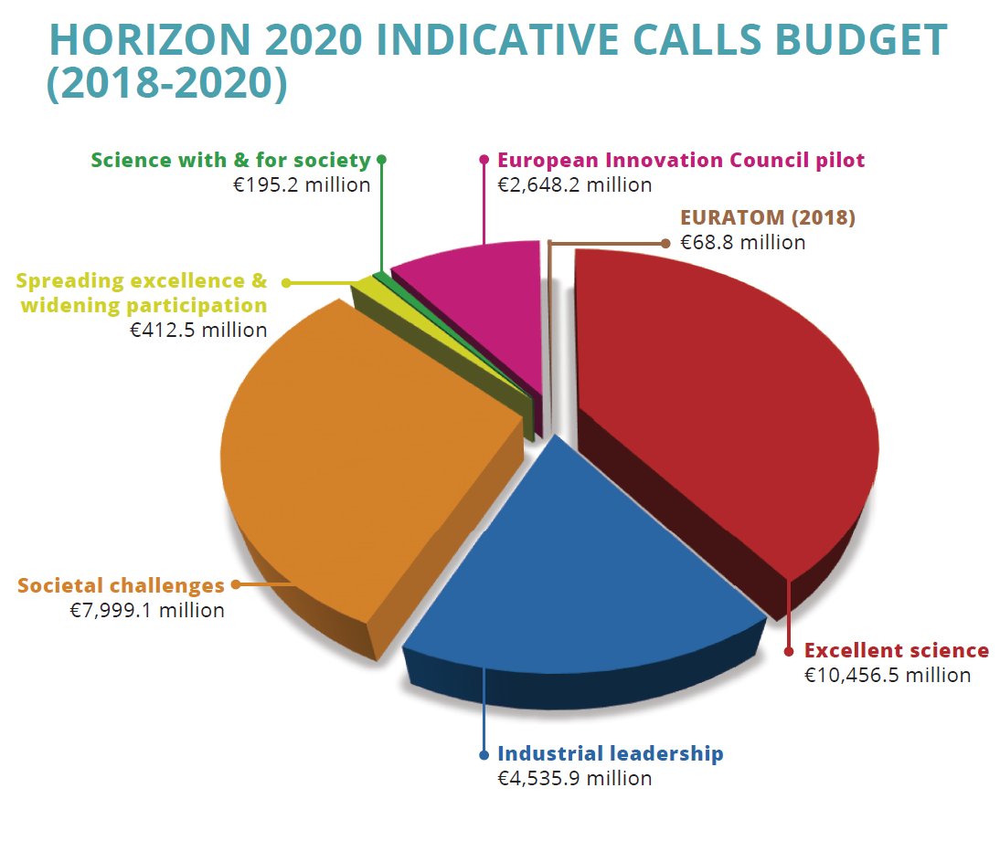 HORIZON 2020 INDICATIVE CALLS BUDGET
(2018-2020)
Science with & for society
€195.2 million
European Innovation Council pilot
€2,648.2 million
EURATOM (2018)
€68.8 million
Spreading excellence &
widening participation
€412.5 million
Societal challenges
€7,999.1 million
Excellent science
€10,456.5 million
Industrial leadership
€4,535.9 million